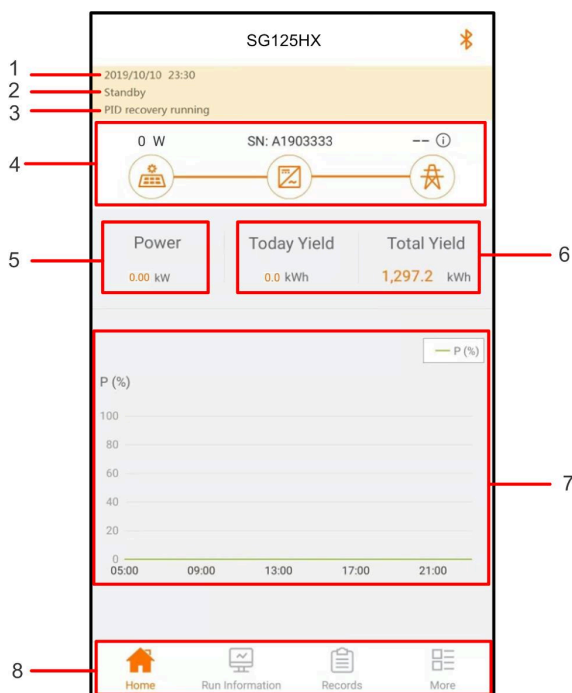 SG125HX
1
2019/10/10 23:30
2
Standby
3
PID recovery running
4
0 W SN: A1903333 --
5
Power Today Yield Total Yield
6
0.00 kW 0.0 kWh 1,297.2 kWh
7
P (%)
P (%)
100
80
60
40
20
0
05:00 09:00 13:00 17:00 21:00
8
Home Run Information Records More